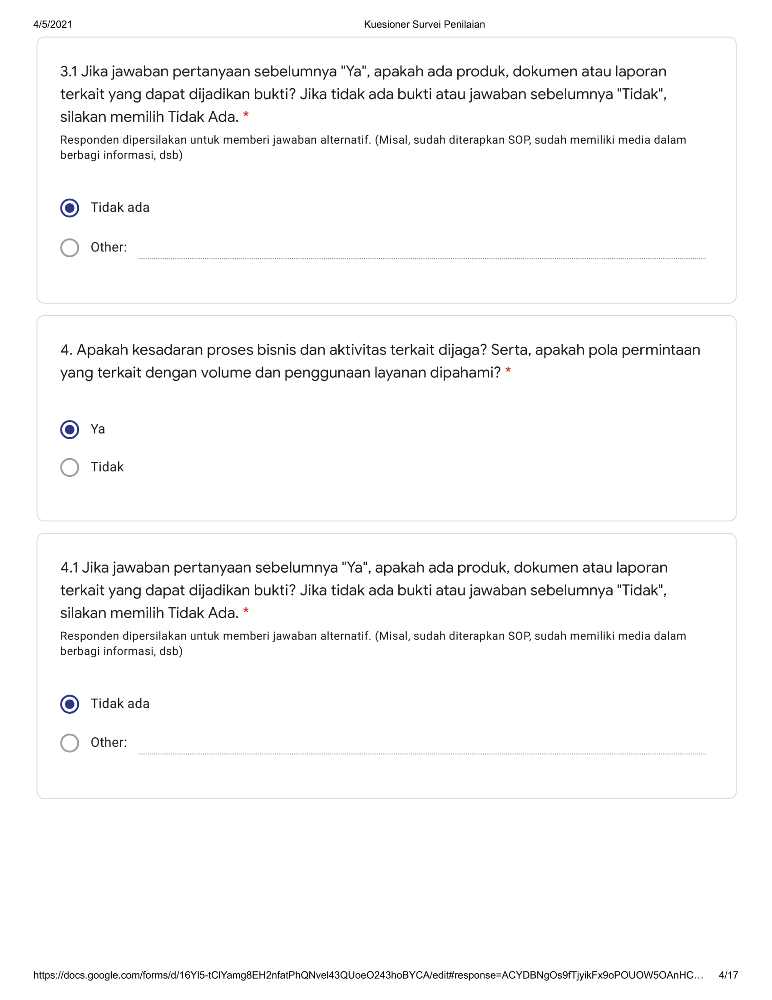 4/5/2021 Kuesioner Survei Penilaian
3.1 Jika jawaban pertanyaan sebelumnya "Ya", apakah ada produk, dokumen atau laporan
terkait yang dapat dijadikan bukti? Jika tidak ada bukti atau jawaban sebelumnya "Tidak",
silakan memilih Tidak Ada. *
Responden dipersilakan untuk memberi jawaban alternatif. (Misal, sudah diterapkan SOP, sudah memiliki media dalam
berbagi informasi, dsb)
Tidak ada
Other:
4. Apakah kesadaran proses bisnis dan aktivitas terkait dijaga? Serta, apakah pola permintaan
yang terkait dengan volume dan penggunaan layanan dipahami? *
Ya
Tidak
4.1 Jika jawaban pertanyaan sebelumnya "Ya", apakah ada produk, dokumen atau laporan
terkait yang dapat dijadikan bukti? Jika tidak ada bukti atau jawaban sebelumnya "Tidak",
silakan memilih Tidak Ada. *
Responden dipersilakan untuk memberi jawaban alternatif. (Misal, sudah diterapkan SOP, sudah memiliki media dalam
berbagi informasi, dsb)
Tidak ada
Other:
https://docs.google.com/forms/d/16YI5-tClYamg8EH2nfatPhQNvel43QUoeO243hoBYCA/edit#response=ACYDBNgOs9fTjyikFx9oPOUOW5OAnHC… 4/17